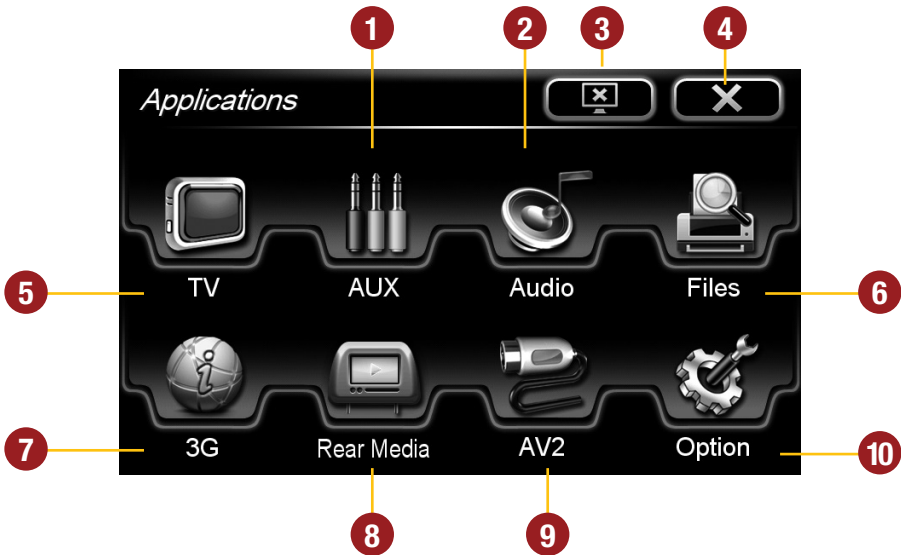 1 2 3 4
Applications
5 TV AUX Audio Files 6
7 3G Rear Media AV2 Option 10
8 9